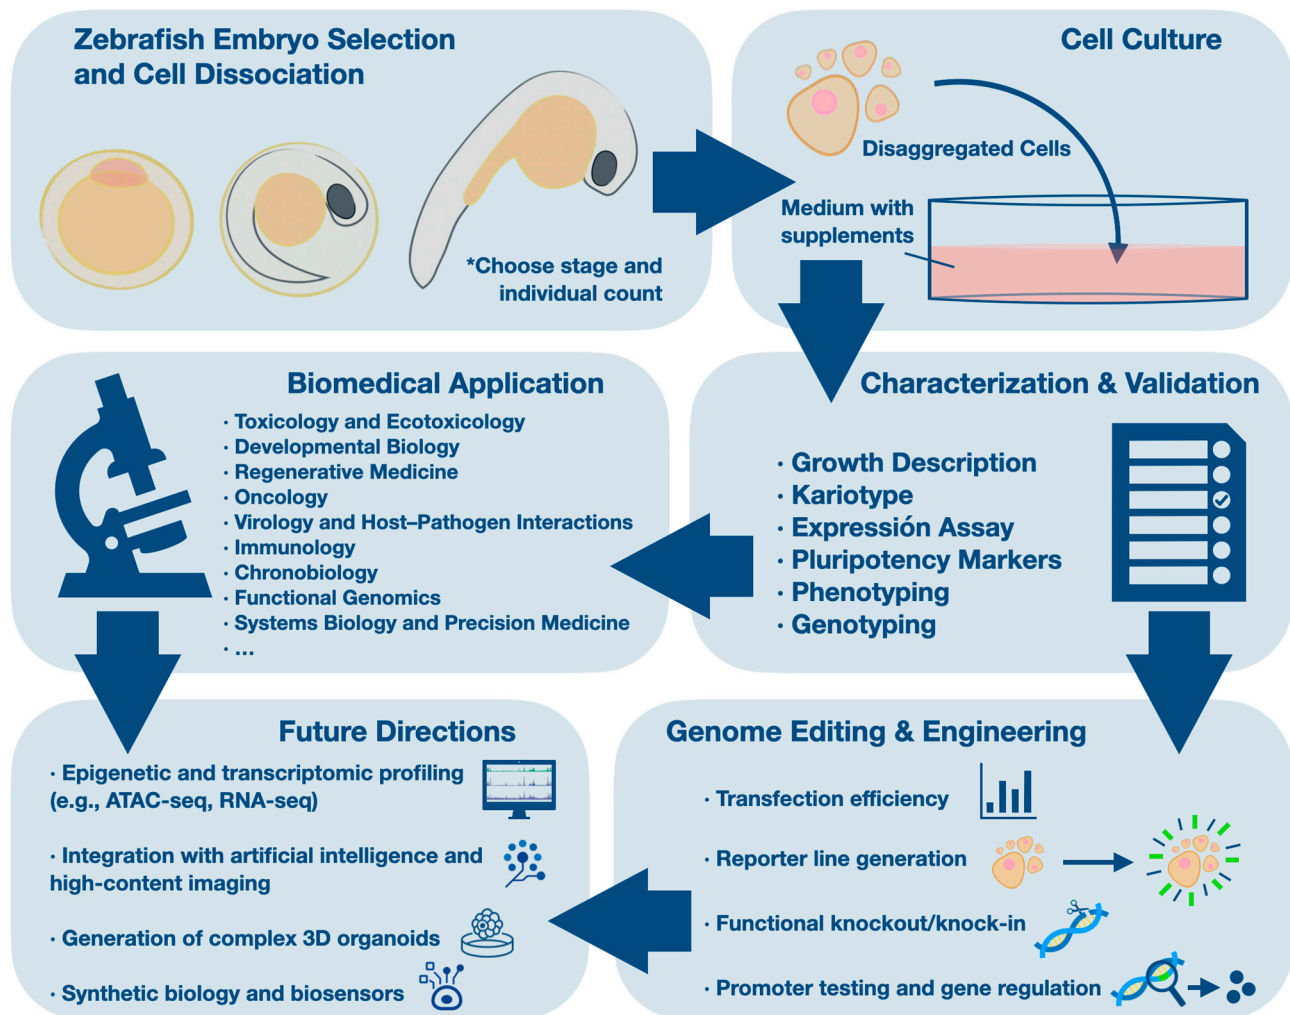 Zebrafish Embryo Selection
and Cell Dissociation
*Choose stage and
individual count
Cell Culture
Disaggregated Cells
Medium with
supplements
Biomedical Application
· Toxicology and Ecotoxicology
· Developmental Biology
· Regenerative Medicine
· Oncology
· Virology and Host–Pathogen Interactions
· Immunology
· Chronobiology
· Functional Genomics
· Systems Biology and Precision Medicine
· ...
Characterization & Validation
· Growth Description
· Kariotype
· Expressión Assay
· Pluripotency Markers
· Phenotyping
· Genotyping
Future Directions
· Epigenetic and transcriptomic profiling
(e.g., ATAC-seq, RNA-seq)
· Integration with artificial intelligence and
high-content imaging
· Generation of complex 3D organoids
· Synthetic biology and biosensors
Genome Editing & Engineering
· Transfection efficiency
· Reporter line generation
· Functional knockout/knock-in
· Promoter testing and gene regulation